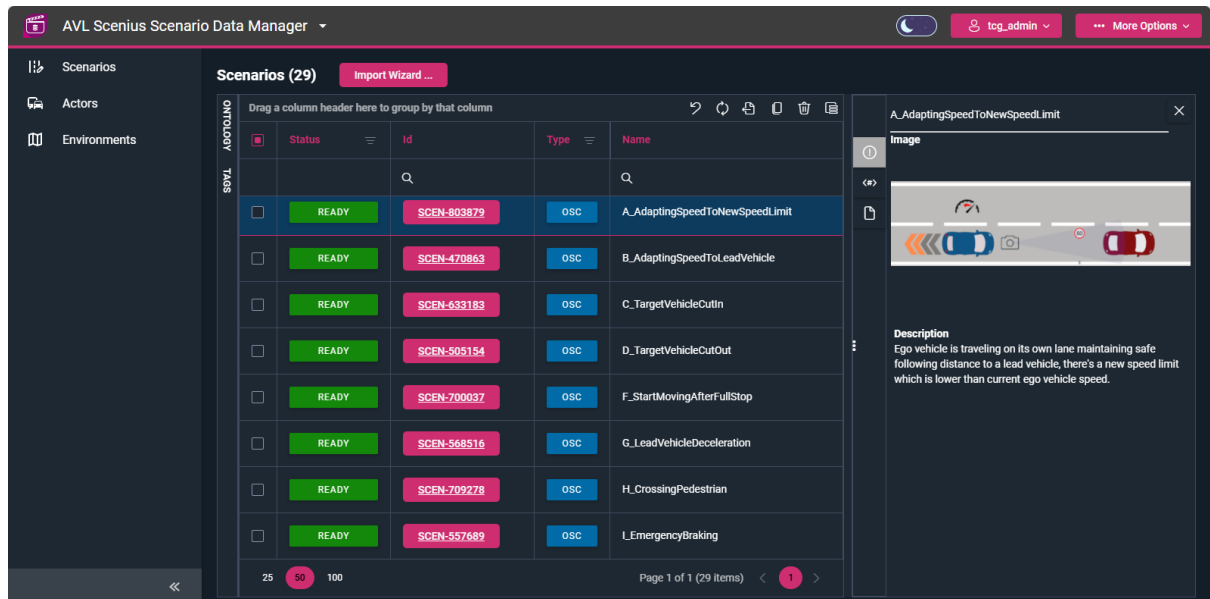 AVL Scenius Scenario Data Manager
tcg_admin
More Options
Scenarios
Actors
Environments
Scenarios (29)
Import Wizard ...
ONTOLOGY
TAGS
Drag a column header here to group by that column
Status
Id
Type
Name
READY
SCEN-803879
OSC
A_AdaptingSpeedToNewSpeedLimit
READY
SCEN-470863
OSC
B_AdaptingSpeedToLeadVehicle
READY
SCEN-633183
OSC
C_TargetVehicleCutIn
READY
SCEN-505154
OSC
D_TargetVehicleCutOut
READY
SCEN-700037
OSC
F_StartMovingAfterFullStop
READY
SCEN-568516
OSC
G_LeadVehicleDeceleration
READY
SCEN-709278
OSC
H_CrossingPedestrian
READY
SCEN-557689
OSC
I_EmergencyBraking
25
50
100
Page 1 of 1 (29 items)
1
A_AdaptingSpeedToNewSpeedLimit
Image
Description
Ego vehicle is traveling on its own lane maintaining safe
following distance to a lead vehicle, there's a new speed limit
which is lower than current ego vehicle speed.